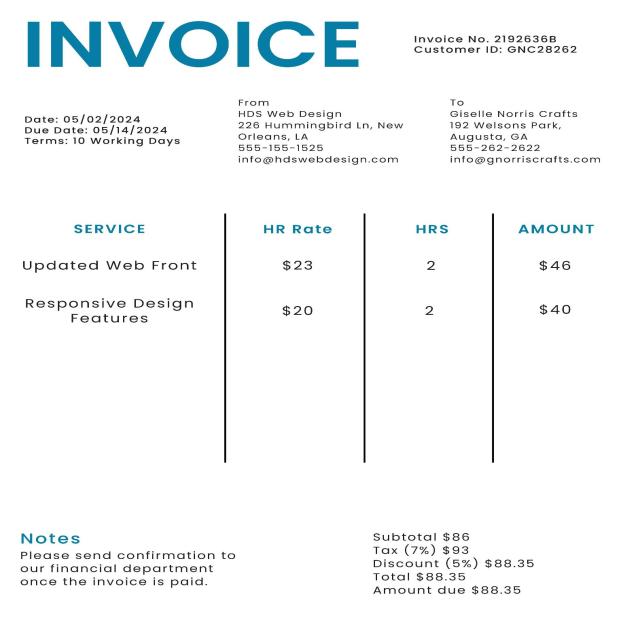 INVOICE
Invoice No. 2192636B
Customer ID: GNC28262
Date: 05/02/2024
Due Date: 05/14/2024
Terms: 10 Working Days
From
HDS Web Design
226 Hummingbird Ln, New
Orleans, LA
555-155-1525
info@hdswebdesign.com
To
Giselle Norris Crafts
192 Welsons Park,
Augusta, GA
555-262-2622
info@gnorriscrafts.com
SERVICE HR Rate HRS AMOUNT
Updated Web Front $23 2 $46
Responsive Design
Features $20 2 $40
Notes
Please send confirmation to
our financial department
once the invoice is paid.
Subtotal $86
Tax (7%) $93
Discount (5%) $88.35
Total $88.35
Amount due $88.35